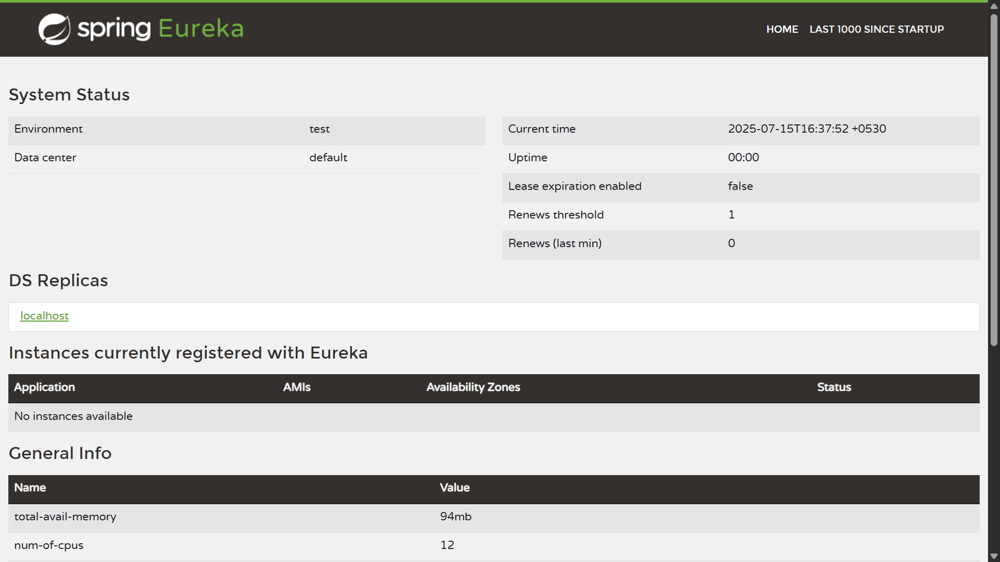 spring Eureka
HOME LAST 1000 SINCE STARTUP
System Status
Environment test
Data center default
Current time 2025-07-15T16:37:52 +0530
Uptime 00:00
Lease expiration enabled false
Renews threshold 1
Renews (last min) 0
DS Replicas
localhost
Instances currently registered with Eureka
Application AMIs Availability Zones Status
No instances available
General Info
Name Value
total-avail-memory 94mb
num-of-cpus 12